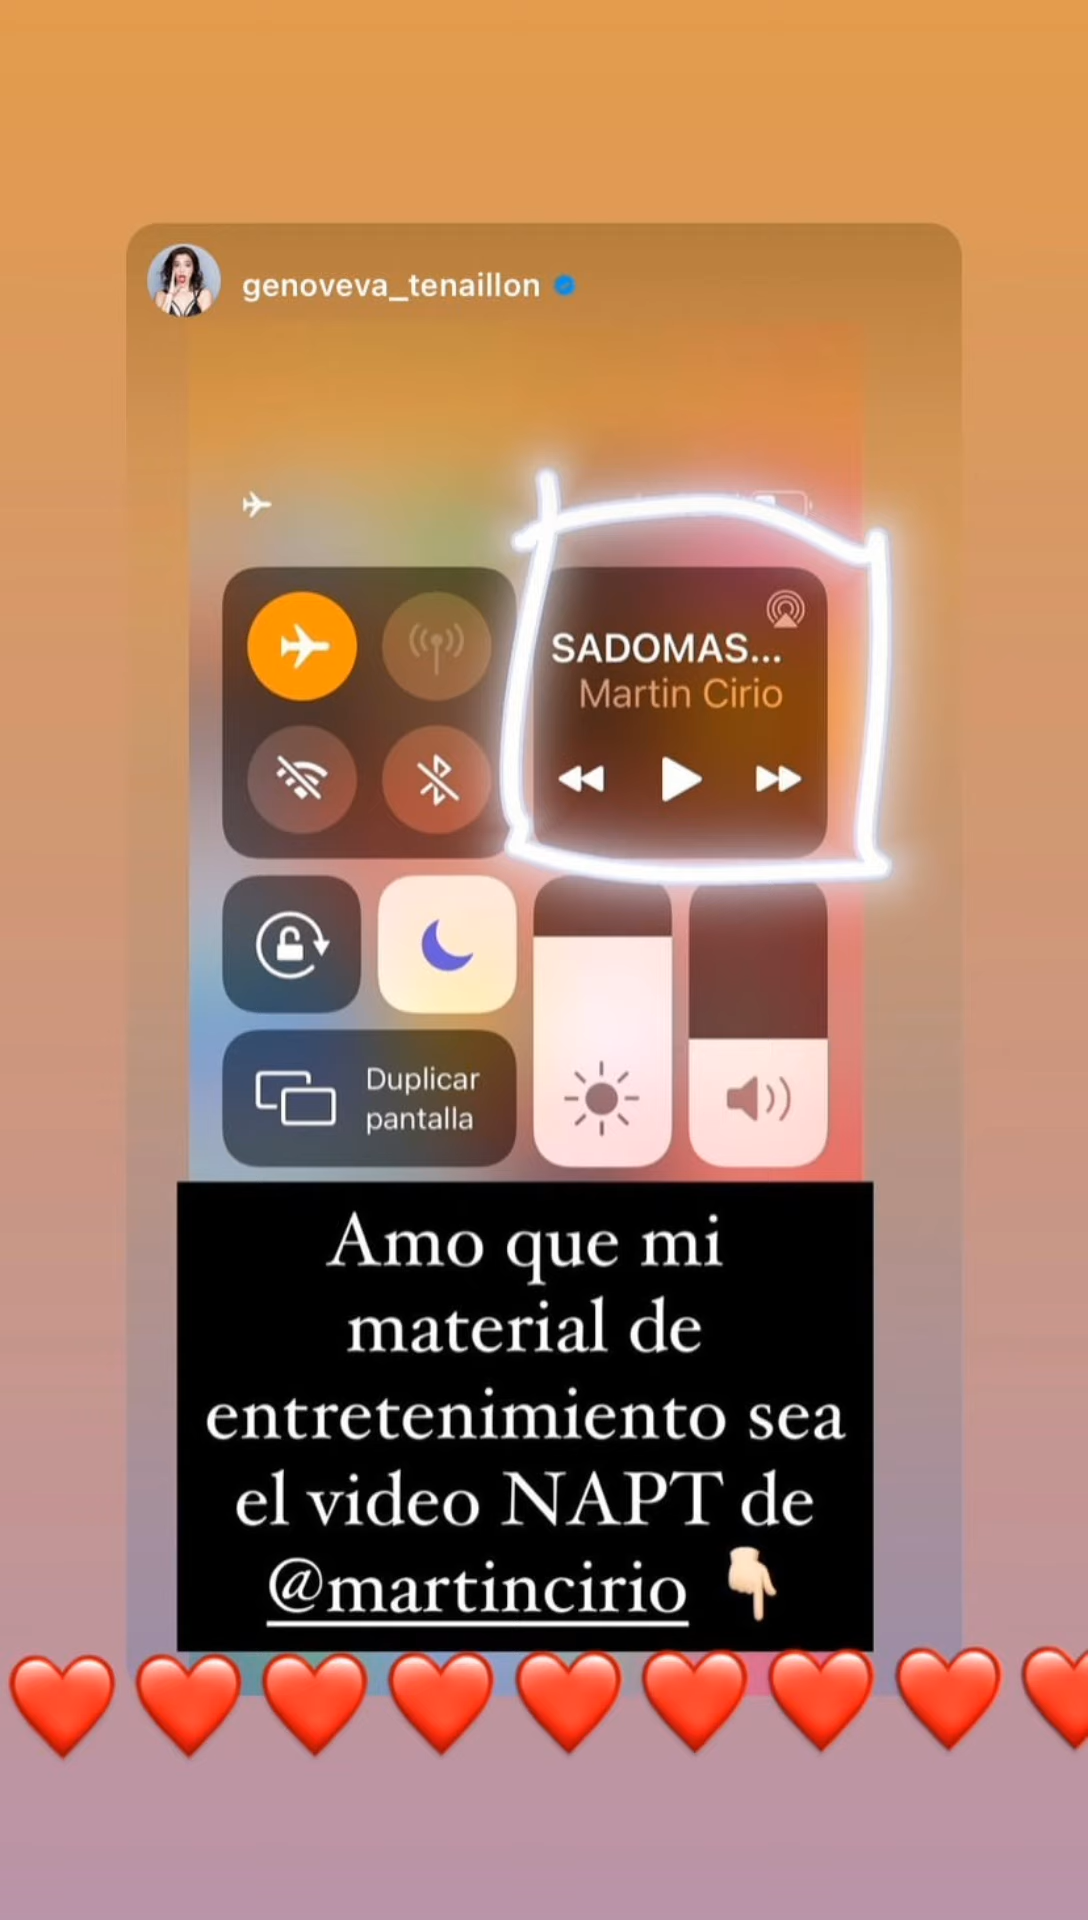 genoveva_tenaillon
SADOMAS...
Martin Cirio
Duplicar
pantalla
Amo que mi
material de
entretenimiento sea
el video NAPT de
@martincirio 👇🏻